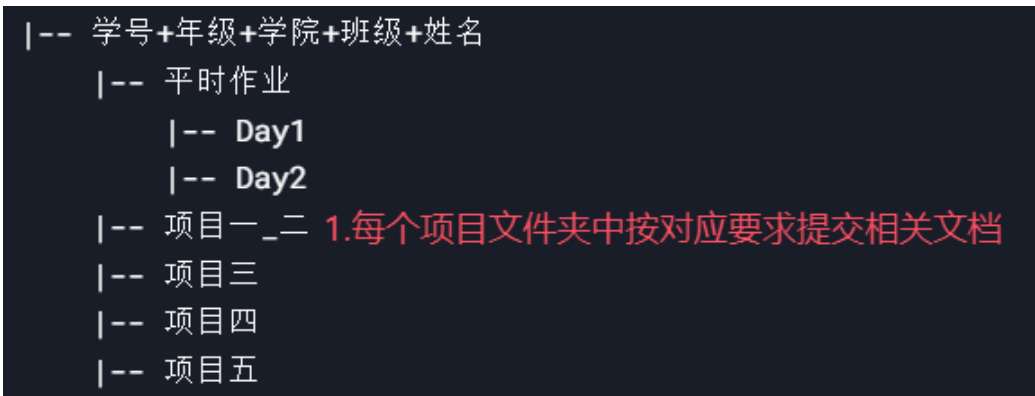 |-- 学号+年级+学院+班级+姓名
|-- 平时作业
|-- Day1
|-- Day2
|-- 项目一_二 1.每个项目文件夹中按对应要求提交相关文档
|-- 项目三
|-- 项目四
|-- 项目五